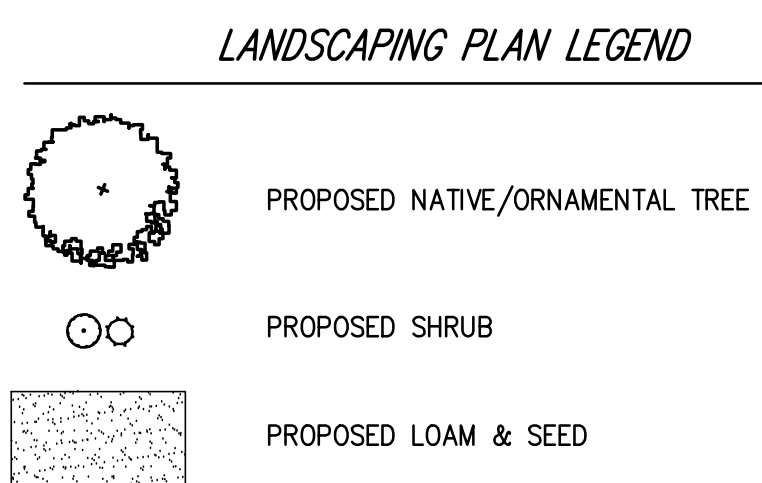 LANDSCAPING PLAN LEGEND
PROPOSED NATIVE/ORNAMENTAL TREE
PROPOSED SHRUB
PROPOSED LOAM & SEED